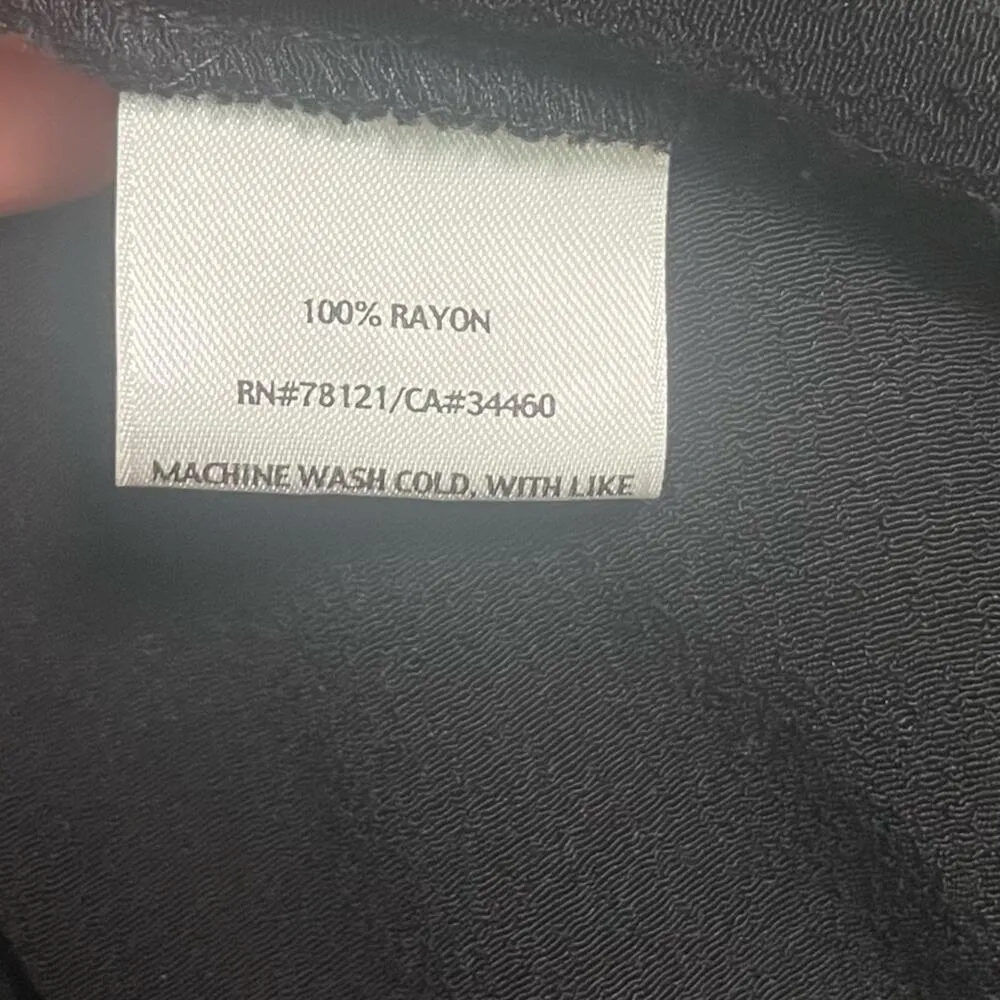 100% RAYON
RN#78121/CA#34460
MACHINE WASH COLD, WITH LIKE